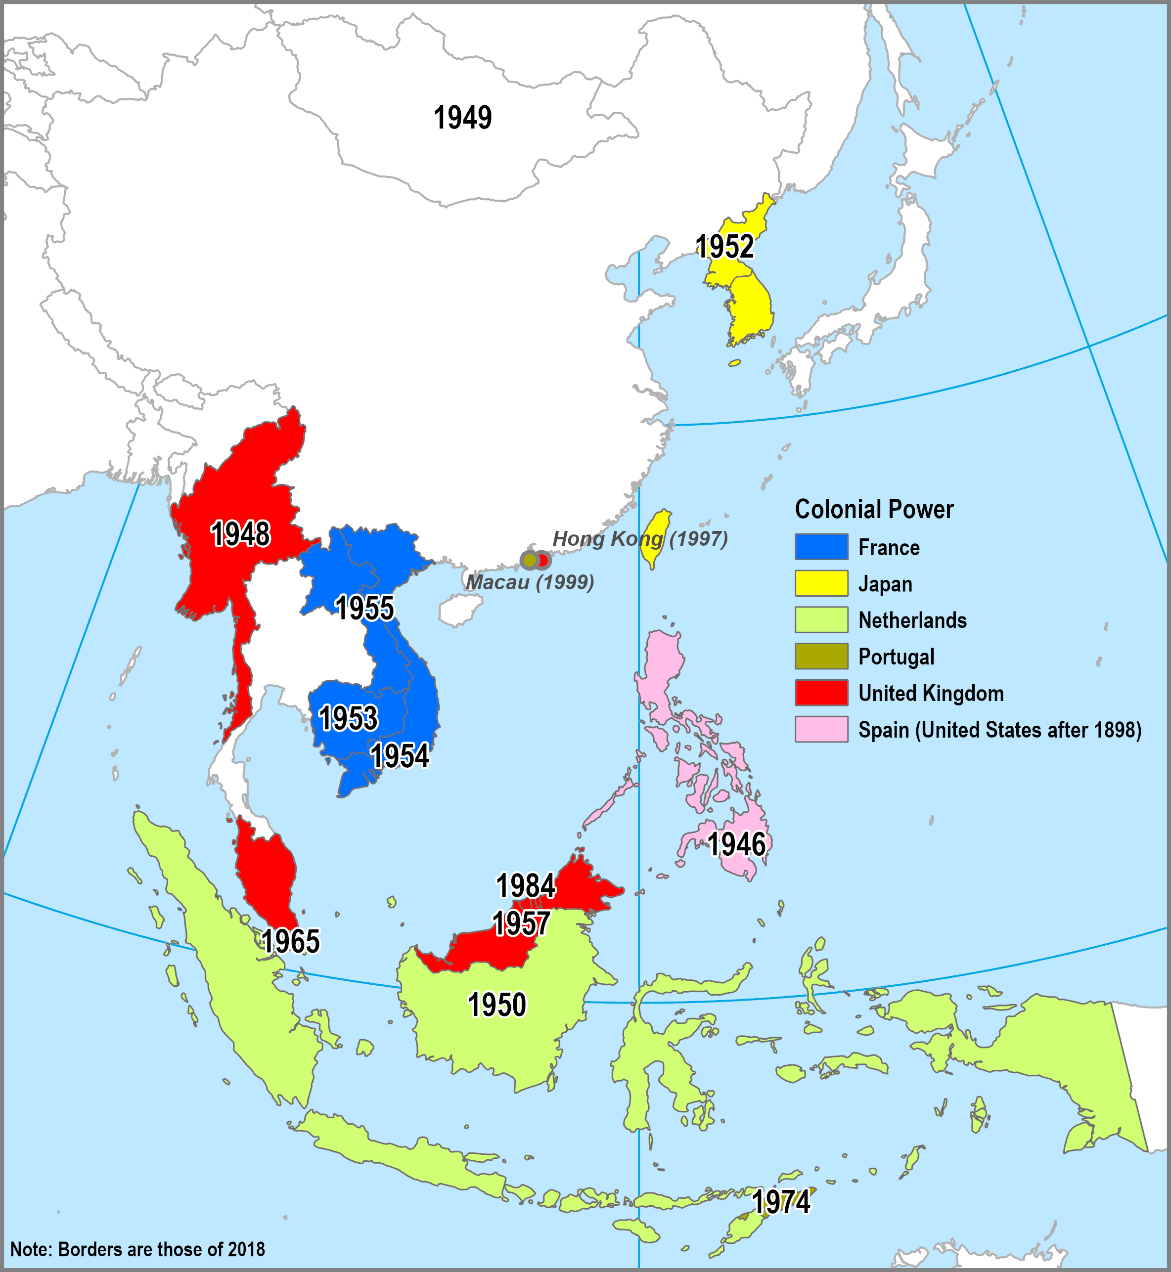 1949
1952
1948
Hong Kong (1997)
Macau (1999)
1955
1953
1954
Colonial Power
France
Japan
Netherlands
Portugal
United Kingdom
Spain (United States after 1898)
1946
1984
1957
1965
1950
1974
Note: Borders are those of 2018